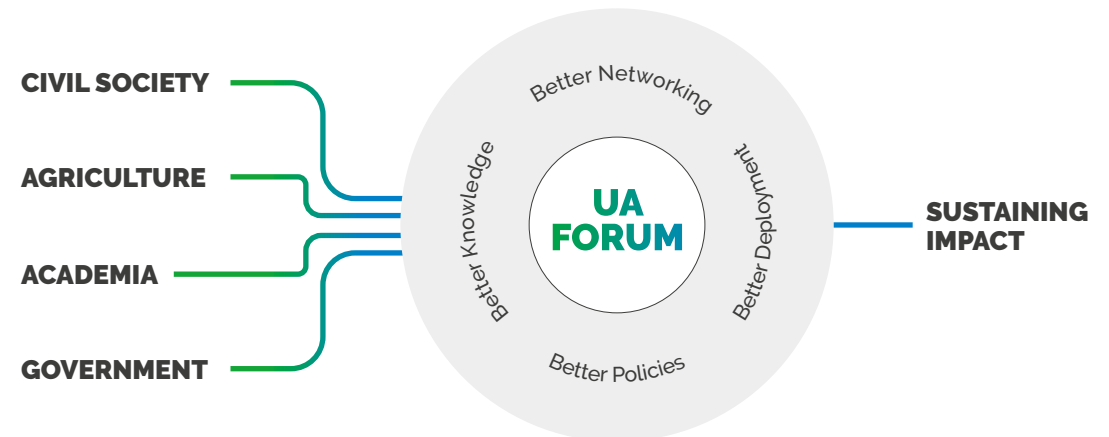 CIVIL SOCIETY
AGRICULTURE
ACADEMIA
GOVERNMENT
Better Networking
Better Knowledge
UA
FORUM
Better Deployment
Better Policies
SUSTAINING
IMPACT